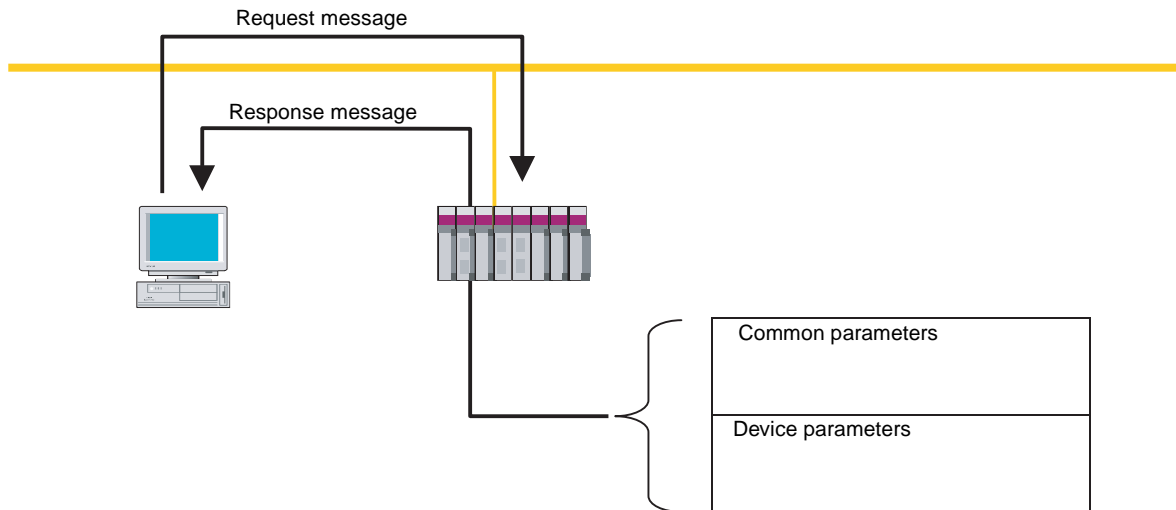 Request message
Response message
Common parameters
Device parameters